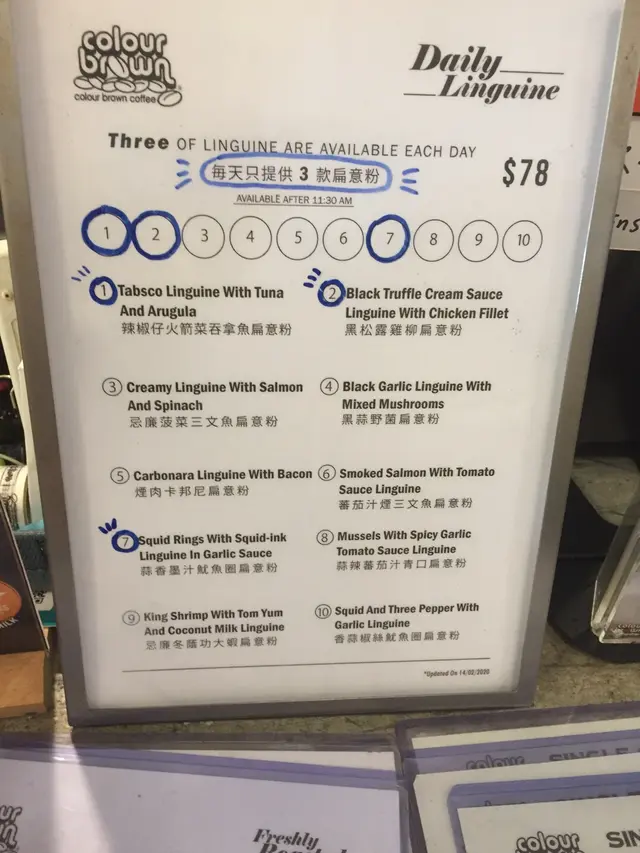 colour
brown
colour brown coffee
Daily
Linguine
Three OF LINGUINE ARE AVAILABLE EACH DAY
每天只提供 3 款扁意粉
$78
AVAILABLE AFTER 11:30 AM
1 2 3 4 5 6 7 8 9 10
1 Tabsco Linguine With Tuna
And Arugula
辣椒仔火箭菜吞拿魚扁意粉
2 Black Truffle Cream Sauce
Linguine With Chicken Fillet
黑松露雞柳扁意粉
3 Creamy Linguine With Salmon
And Spinach
忌廉菠菜三文魚扁意粉
4 Black Garlic Linguine With
Mixed Mushrooms
黑蒜野菌扁意粉
5 Carbonara Linguine With Bacon
煙肉卡邦尼扁意粉
6 Smoked Salmon With Tomato
Sauce Linguine
蕃茄汁煙三文魚扁意粉
7 Squid Rings With Squid-ink
Linguine In Garlic Sauce
蒜香墨汁魷魚圈扁意粉
8 Mussels With Spicy Garlic
Tomato Sauce Linguine
蒜辣蕃茄汁青口扁意粉
9 King Shrimp With Tom Yum
And Coconut Milk Linguine
忌廉冬蔭功大蝦扁意粉
10 Squid And Three Pepper With
Garlic Linguine
香蒜椒絲魷魚圈扁意粉
*Updated On 14/02/2020
Freshly
colour
SINGLE
colour
SIN